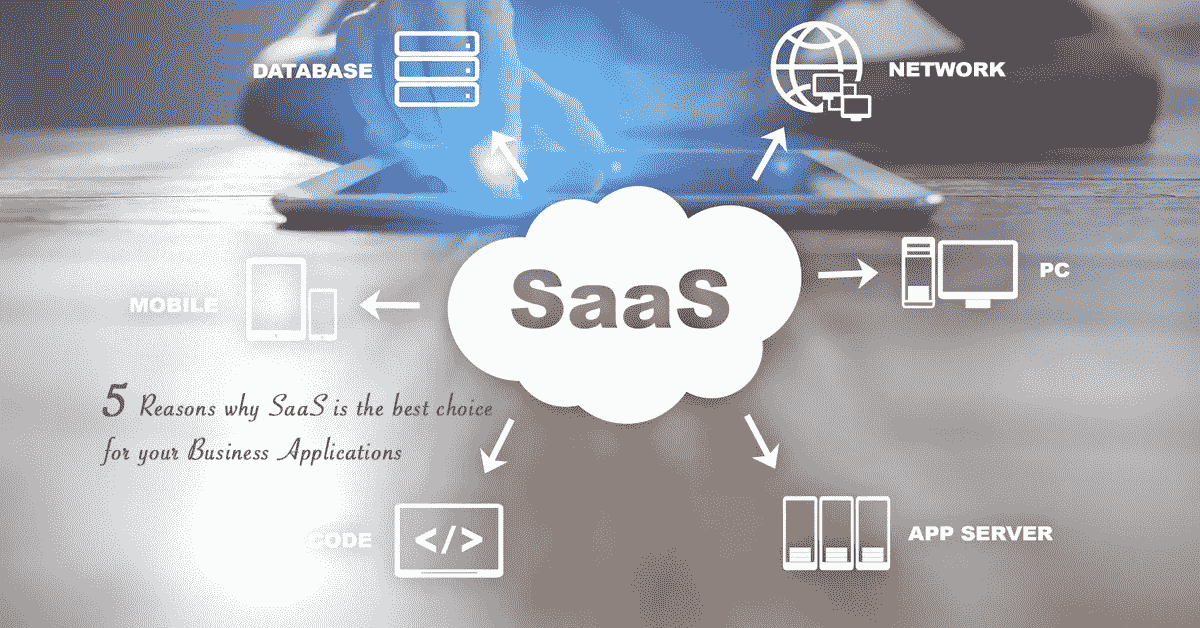 DATABASE
NETWORK
SaaS
PC
MOBILE
5 Reasons why SaaS is the best choice
for your Business Applications
</>
CODE
APP SERVER